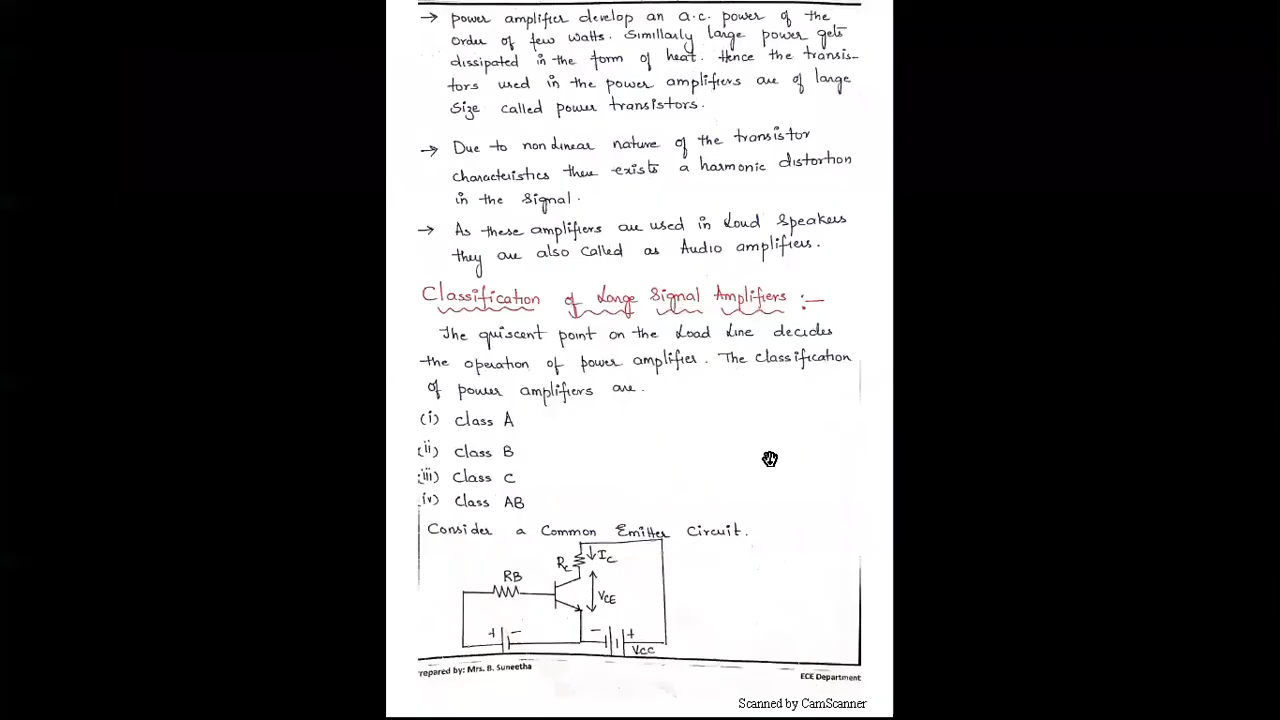 → power amplifier develop an a.c. power of the
order of few watts. Simillarly large power gets
dissipated in the form of heat. Hence the transis-
tors used in the power amplifiers are of large
Size called power transistors.
→ Due to non linear nature of the transistor
characteristics there exists a harmonic distortion
in the signal.
→ As these amplifiers are used in Loud Speakers
they are also called as Audio amplifiers.
Classification of Large Signal Amplifiers :-
The quiscent point on the Load Line decides
the operation of power amplifier. The classification
of power amplifiers are.
(i) class A
(ii) class B
(iii) class C
(iv) class AB
Consider a Common Emitter Circuit.
Rc ↓ Ic
RB
VCE
+ − − +
Vcc
repared by: Mrs. B. Suneetha
ECE Department
Scanned by CamScanner